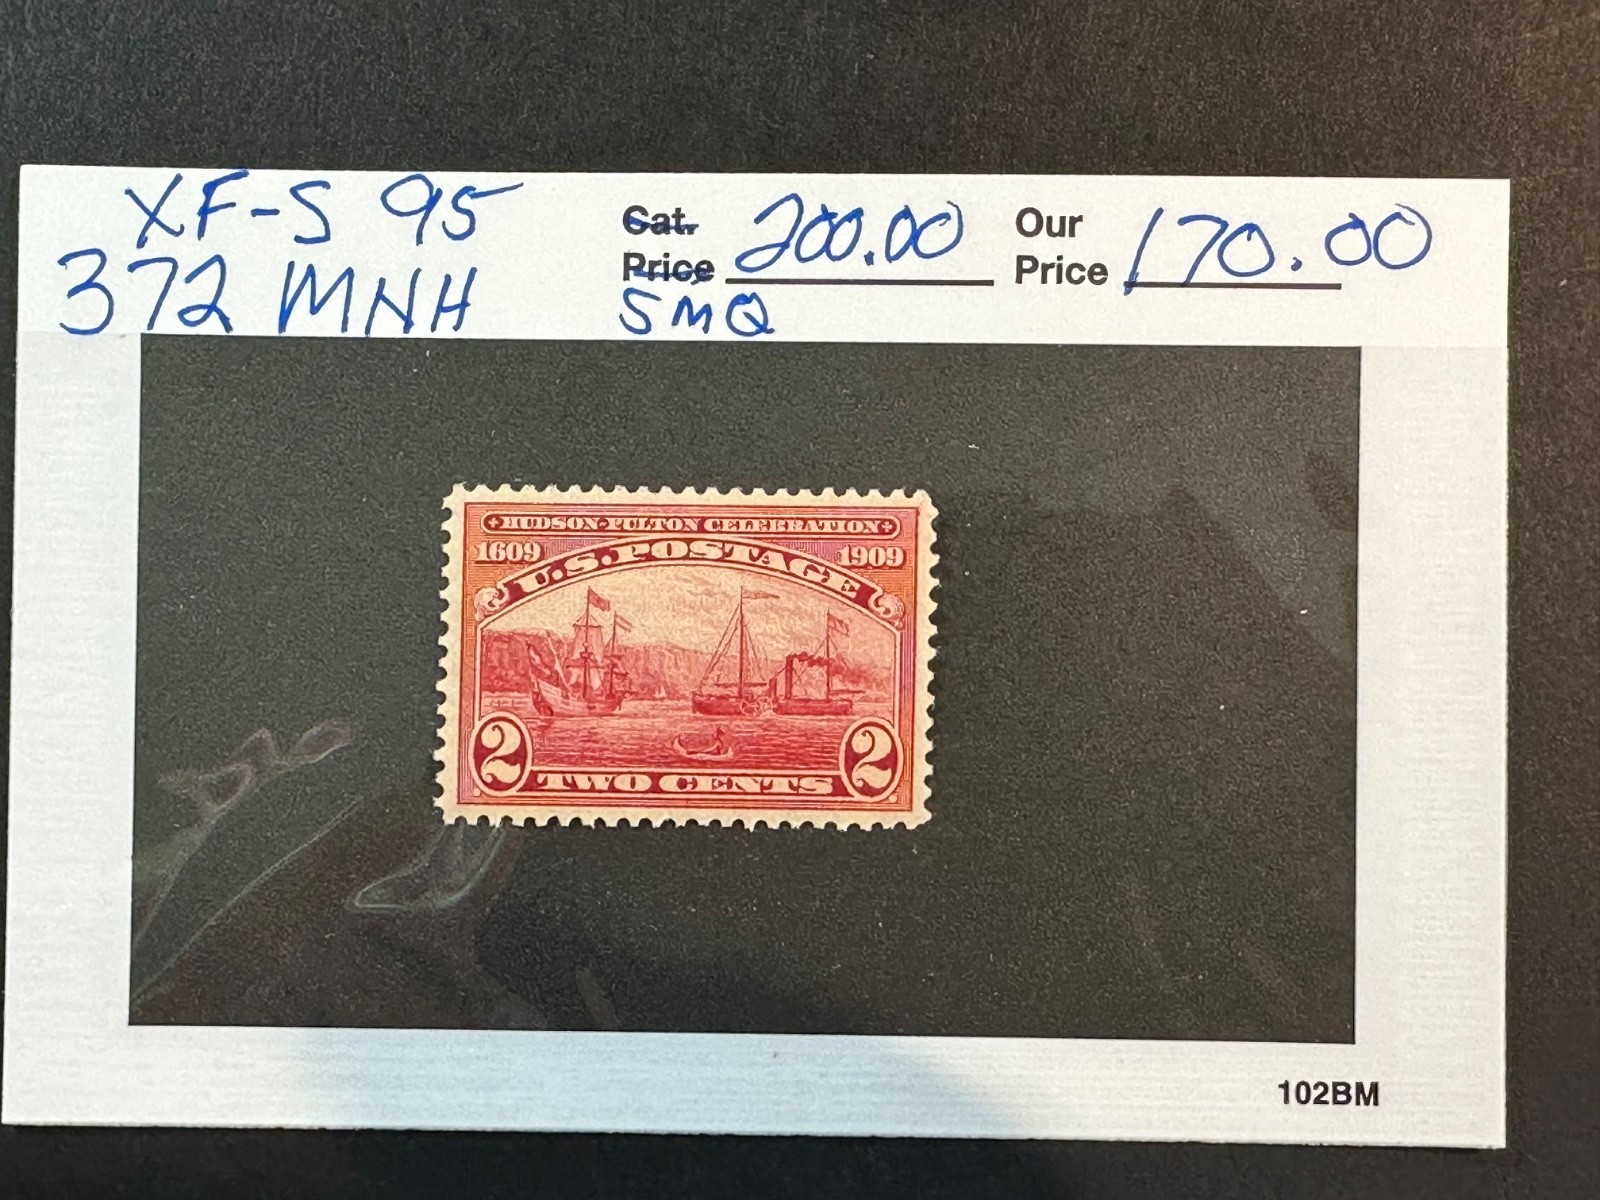 XF-S 95
372 MNH
Cat. Price 200.00
SMQ
Our Price 170.00
HUDSON-FULTON CELEBRATION
1609 1909
U.S. POSTAGE
2 2
TWO CENTS
102BM